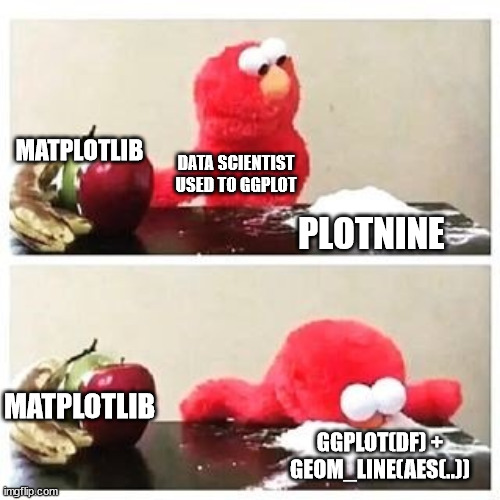 MATPLOTLIB
DATA SCIENTIST
USED TO GGPLOT
PLOTNINE
MATPLOTLIB
GGPLOT(DF) +
GEOM_LINE(AES(..))
imgflip.com